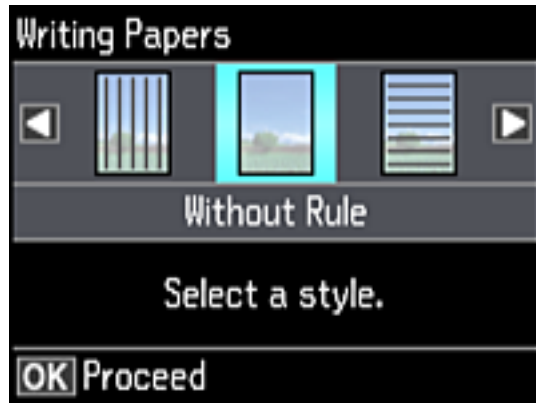 Writing Papers
Without Rule
Select a style.
OK Proceed